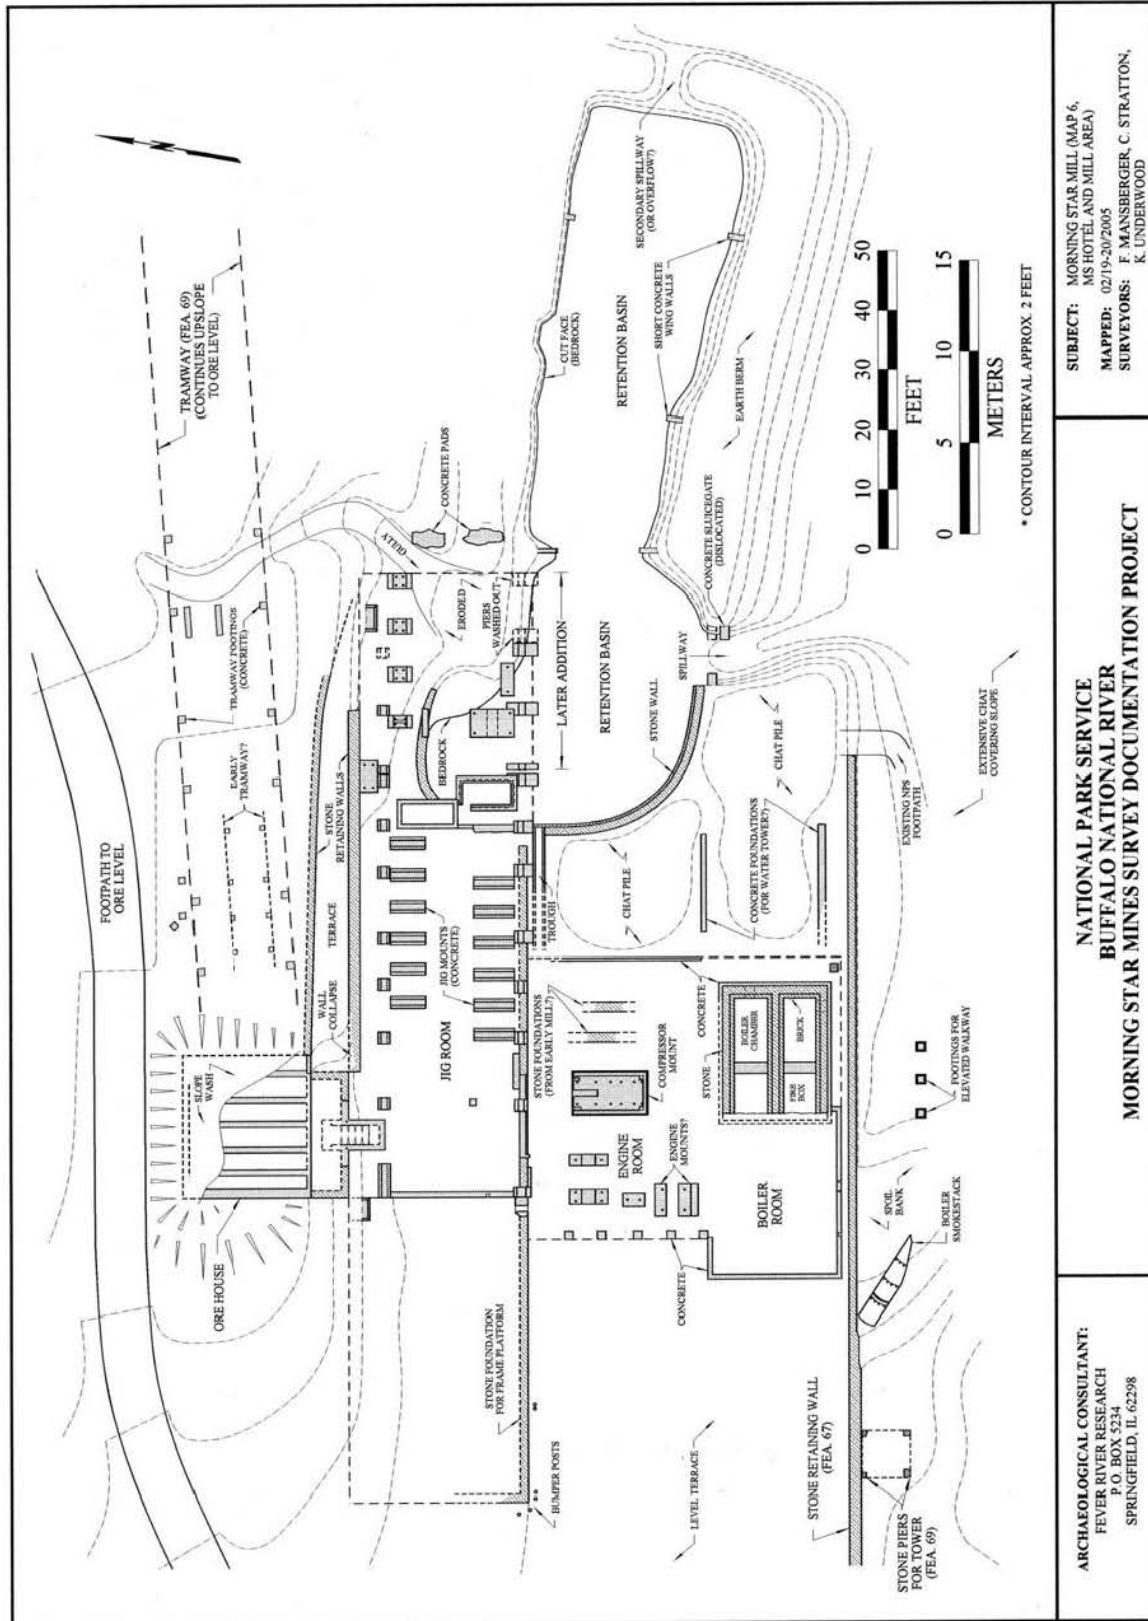 FOOTPATH TO
ORE LEVEL
TRAMWAY (FEA. 69)
(CONTINUES UPSLOPE
TO ORE LEVEL)
N
ORE HOUSE
SLOPE
WASH
WALL
COLLAPSE
TERRACE
STONE
RETAINING WALLS
EARLY
TRAMWAY?
TRAMWAY FOOTINGS
(CONCRETE)
GULLY
CONCRETE PADS
ERODED
PIERS
WASHED OUT
BEDROCK
JIG ROOM
JIG MOUNTS
(CONCRETE)
LATER ADDITION
CUT FACE
(BEDROCK)
SECONDARY SPILLWAY
(OR OVERFLOW?)
STONE FOUNDATION
FOR FRAME PLATFORM
BUMPER POSTS
STONE FOUNDATIONS
(FROM EARLY MILL?)
TROUGH
RETENTION BASIN
RETENTION BASIN
STONE WALL
SHORT CONCRETE
WING WALLS
EARTH BERM
CONCRETE SLUICEGATE
(DISLOCATED)
SPILLWAY
CHAT PILE
CHAT PILE
CONCRETE FOUNDATIONS
(FOR WATER TOWER?)
ENGINE
ROOM
ENGINE
MOUNTS?
COMPRESSOR
MOUNT
CONCRETE
STONE
BOILER
CHAMBER
BRICK
FIRE
BOX
BOILER
ROOM
CONCRETE
LEVEL TERRACE
STONE RETAINING WALL
(FEA. 67)
STONE PIERS
FOR TOWER
(FEA. 69)
SPOIL
BANK
BOILER
SMOKESTACK
FOOTINGS FOR
ELEVATED WALKWAY
EXISTING NPS
FOOTPATH
EXTENSIVE CHAT
COVERING SLOPE
0 10 20 30 40 50
FEET
0 5 10 15
METERS
* CONTOUR INTERVAL APPROX. 2 FEET
ARCHAEOLOGICAL CONSULTANT:
FEVER RIVER RESEARCH
P.O. BOX 5234
SPRINGFIELD, IL 62298
NATIONAL PARK SERVICE
BUFFALO NATIONAL RIVER
MORNING STAR MINES SURVEY DOCUMENTATION PROJECT
SUBJECT: MORNING STAR MILL (MAP 6,
MS HOTEL AND MILL AREA)
MAPPED: 02/19-20/2005
SURVEYORS: F. MANSBERGER, C. STRATTON,
K. UNDERWOOD